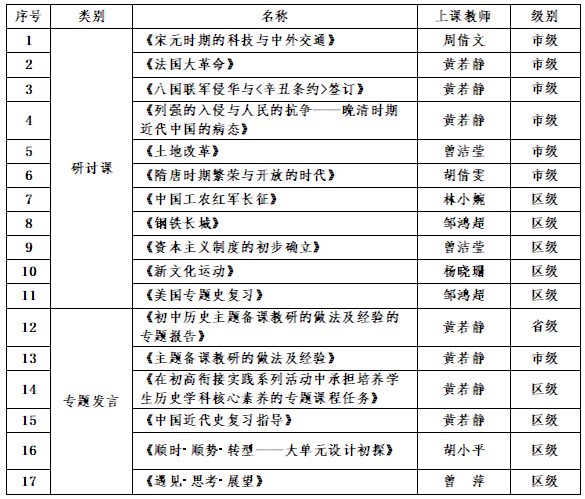 序号 类别 名称 上课教师 级别
1 《宋元时期的科技与中外交通》 周倩文 市级
2 《法国大革命》 黄若静 市级
3 《八国联军侵华与<辛丑条约>签订》 黄若静 市级
4 《列强的入侵与人民的抗争——晚清时期
近代中国的病态》 黄若静 市级
5 《土地改革》 曾洁莹 市级
研讨课
6 《隋唐时期繁荣与开放的时代》 胡倩雯 市级
7 《中国工农红军长征》 林小婉 区级
8 《钢铁长城》 邹鸿超 区级
9 《资本主义制度的初步确立》 曾洁莹 区级
10 《新文化运动》 杨晓珊 区级
11 《美国专题史复习》 邹鸿超 区级
12 《初中历史主题备课教研的做法及经验的
专题报告》 黄若静 省级
13 《主题备课教研的做法及经验》 黄若静 市级
专题发言
14 《在初高衔接实践系列活动中承担培养学
生历史学科核心素养的专题课程任务》 黄若静 区级
15 《中国近代史复习指导》 黄若静 区级
16 《顺时·顺势·转型——大单元设计初探》 胡小平 区级
17 《遇见·思考·展望》 曾 萍 区级